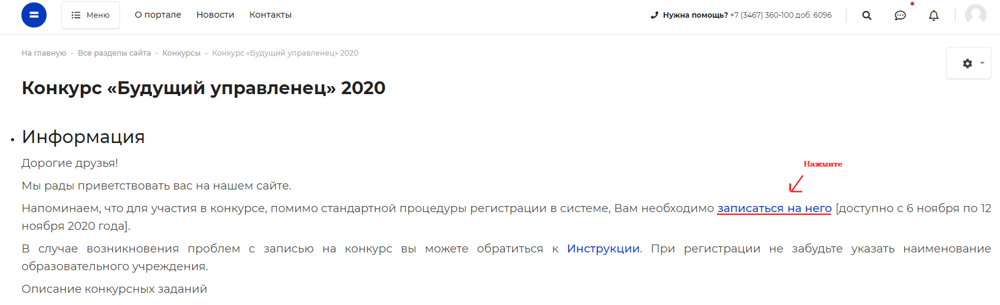 Меню О портале Новости Контакты Нужна помощь? +7 (3467) 360-100 доб. 6096
На главную - Все разделы сайта - Конкурсы - Конкурс «Будущий управленец» 2020
Конкурс «Будущий управленец» 2020
Информация
Дорогие друзья!
Нажмите
Мы рады приветствовать вас на нашем сайте.
Напоминаем, что для участия в конкурсе, помимо стандартной процедуры регистрации в системе, Вам необходимо записаться на него [доступно с 6 ноября по 12
ноября 2020 года].
В случае возникновения проблем с записью на конкурс вы можете обратиться к Инструкции. При регистрации не забудьте указать наименование
образовательного учреждения.
Описание конкурсных заданий